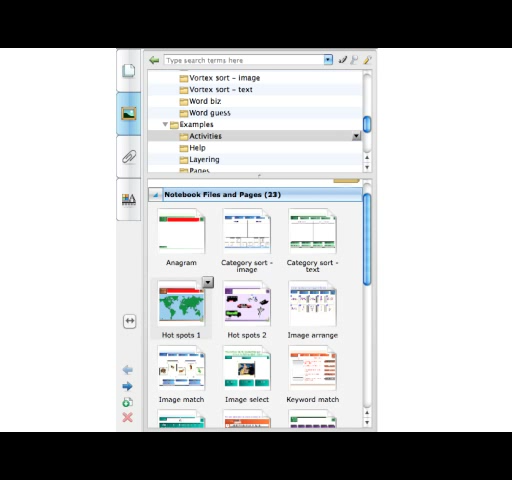 Type search terms here
Vortex sort - image
Vortex sort - text
Word biz
Word guess
Examples
Activities
Help
Layering
Pages
Notebook Files and Pages (23)
Anagram
Category sort - image
Category sort - text
Hot spots 1
Hot spots 2
Image arrange
Image match
Image select
Keyword match